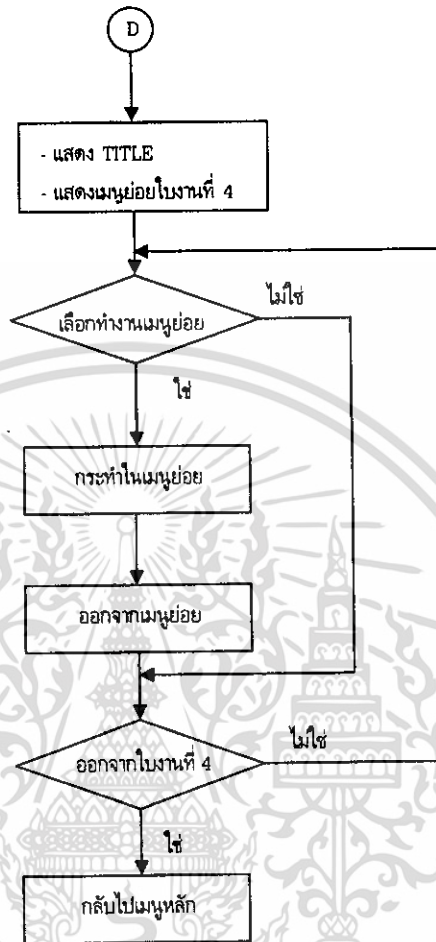 D
- แสดง TITLE
- แสดงเมนูย่อยใบงานที่ 4
ไม่ใช่
เลือกทำงานเมนูย่อย
ใช่
กระทำในเมนูย่อย
ออกจากเมนูย่อย
ไม่ใช่
ออกจากใบงานที่ 4
ใช่
กลับไปเมนูหลัก